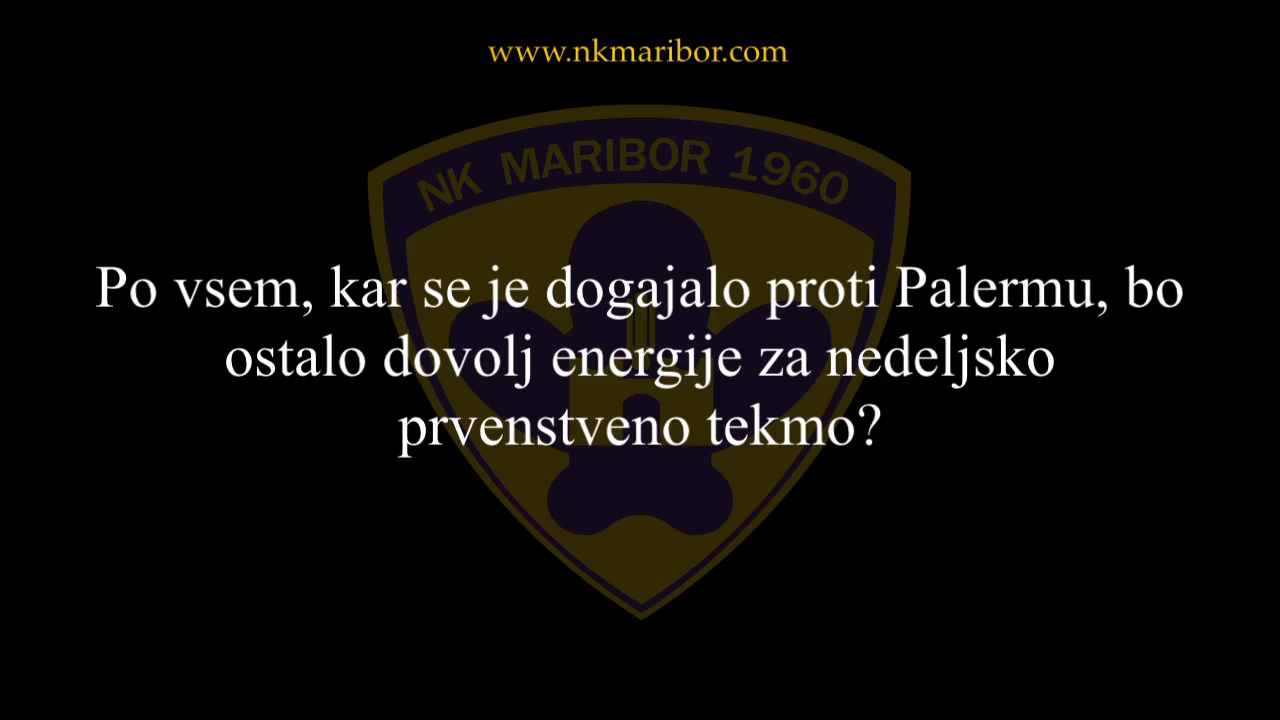 www.nkmaribor.com
NK MARIBOR 1960
Po vsem, kar se je dogajalo proti Palermu, bo
ostalo dovolj energije za nedeljsko
prvenstveno tekmo?